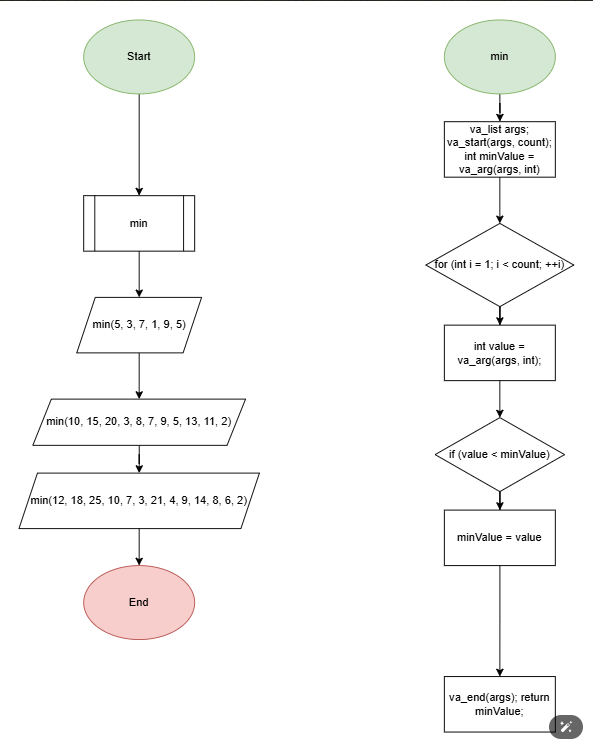 Start
min
min(5, 3, 7, 1, 9, 5)
min(10, 15, 20, 3, 8, 7, 9, 5, 13, 11, 2)
min(12, 18, 25, 10, 7, 3, 21, 4, 9, 14, 8, 6, 2)
End
min
va_list args;
va_start(args, count);
int minValue =
va_arg(args, int)
for (int i = 1; i < count; ++i)
int value =
va_arg(args, int);
if (value < minValue)
minValue = value
va_end(args); return
minValue;